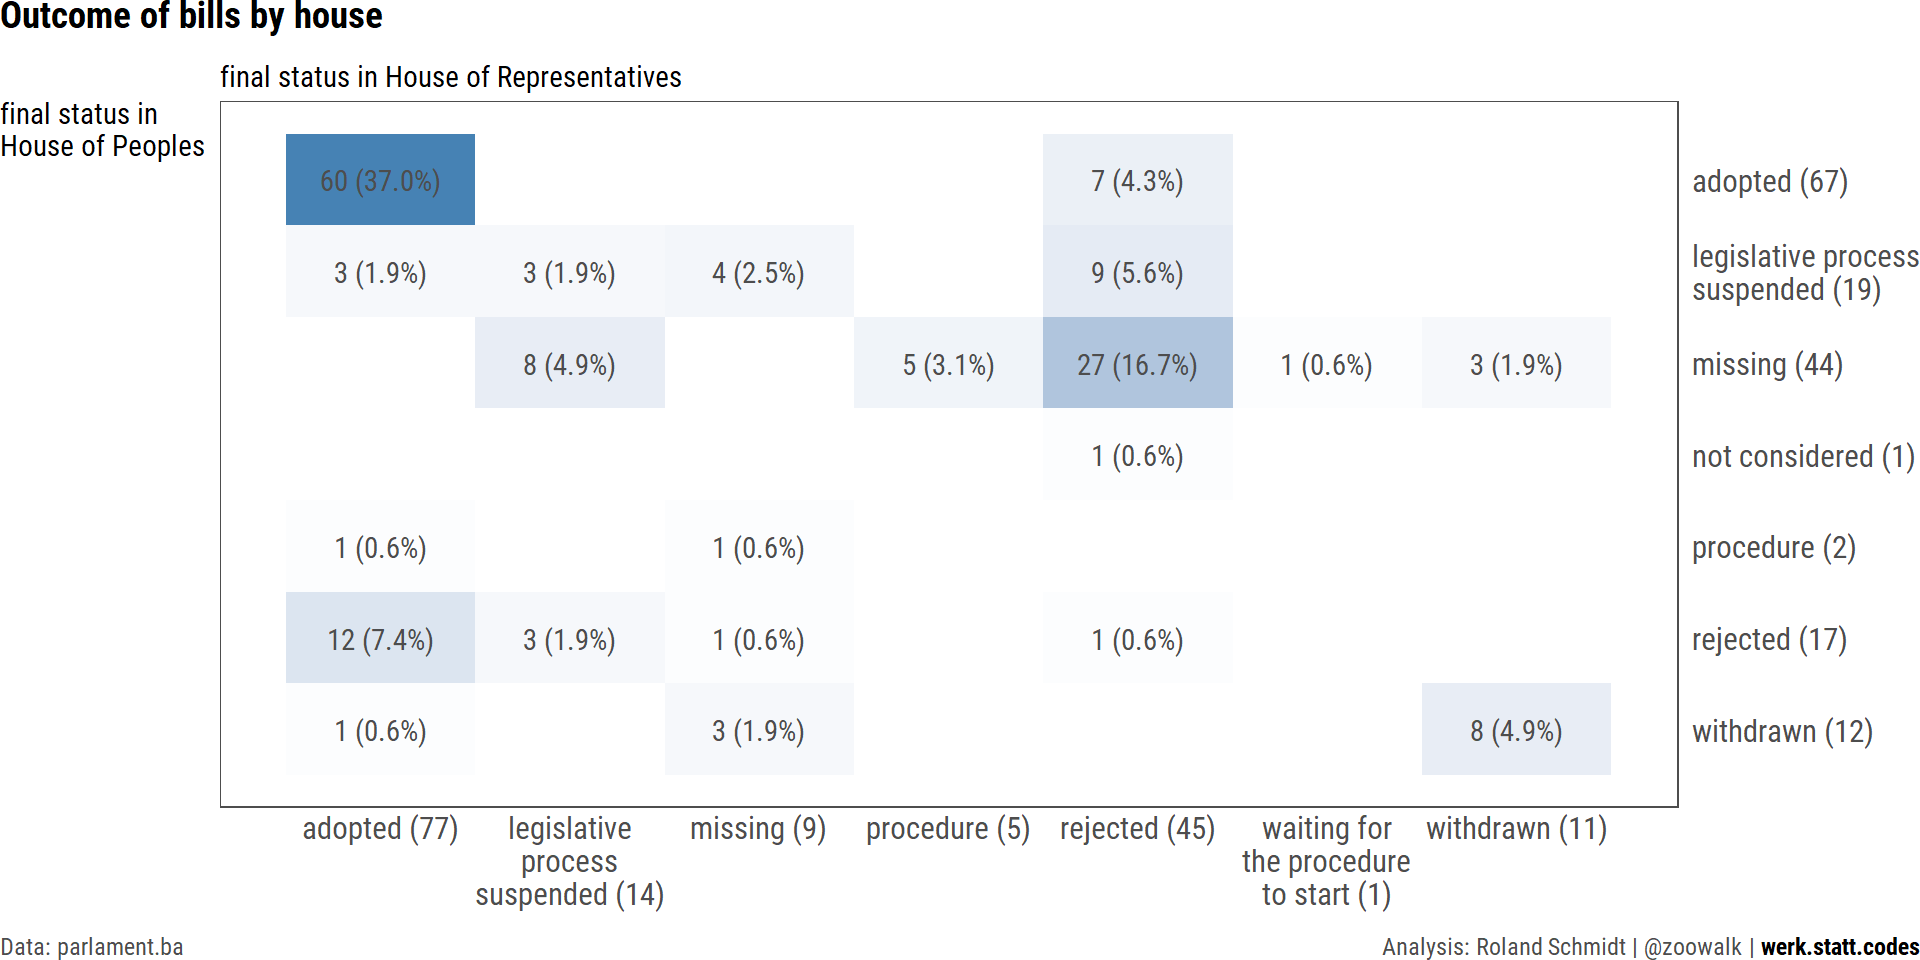 Outcome of bills by house
final status in House of Representatives
final status in
House of Peoples
60 (37.0%)
7 (4.3%)
adopted (67)
3 (1.9%)
3 (1.9%)
4 (2.5%)
9 (5.6%)
legislative process
suspended (19)
8 (4.9%)
5 (3.1%)
27 (16.7%)
1 (0.6%)
3 (1.9%)
missing (44)
1 (0.6%)
not considered (1)
1 (0.6%)
1 (0.6%)
procedure (2)
12 (7.4%)
3 (1.9%)
1 (0.6%)
1 (0.6%)
rejected (17)
1 (0.6%)
3 (1.9%)
8 (4.9%)
withdrawn (12)
adopted (77)
legislative
process
suspended (14)
missing (9)
procedure (5)
rejected (45)
waiting for
the procedure
to start (1)
withdrawn (11)
Data: parlament.ba
Analysis: Roland Schmidt | @zoowalk | werk.statt.codes